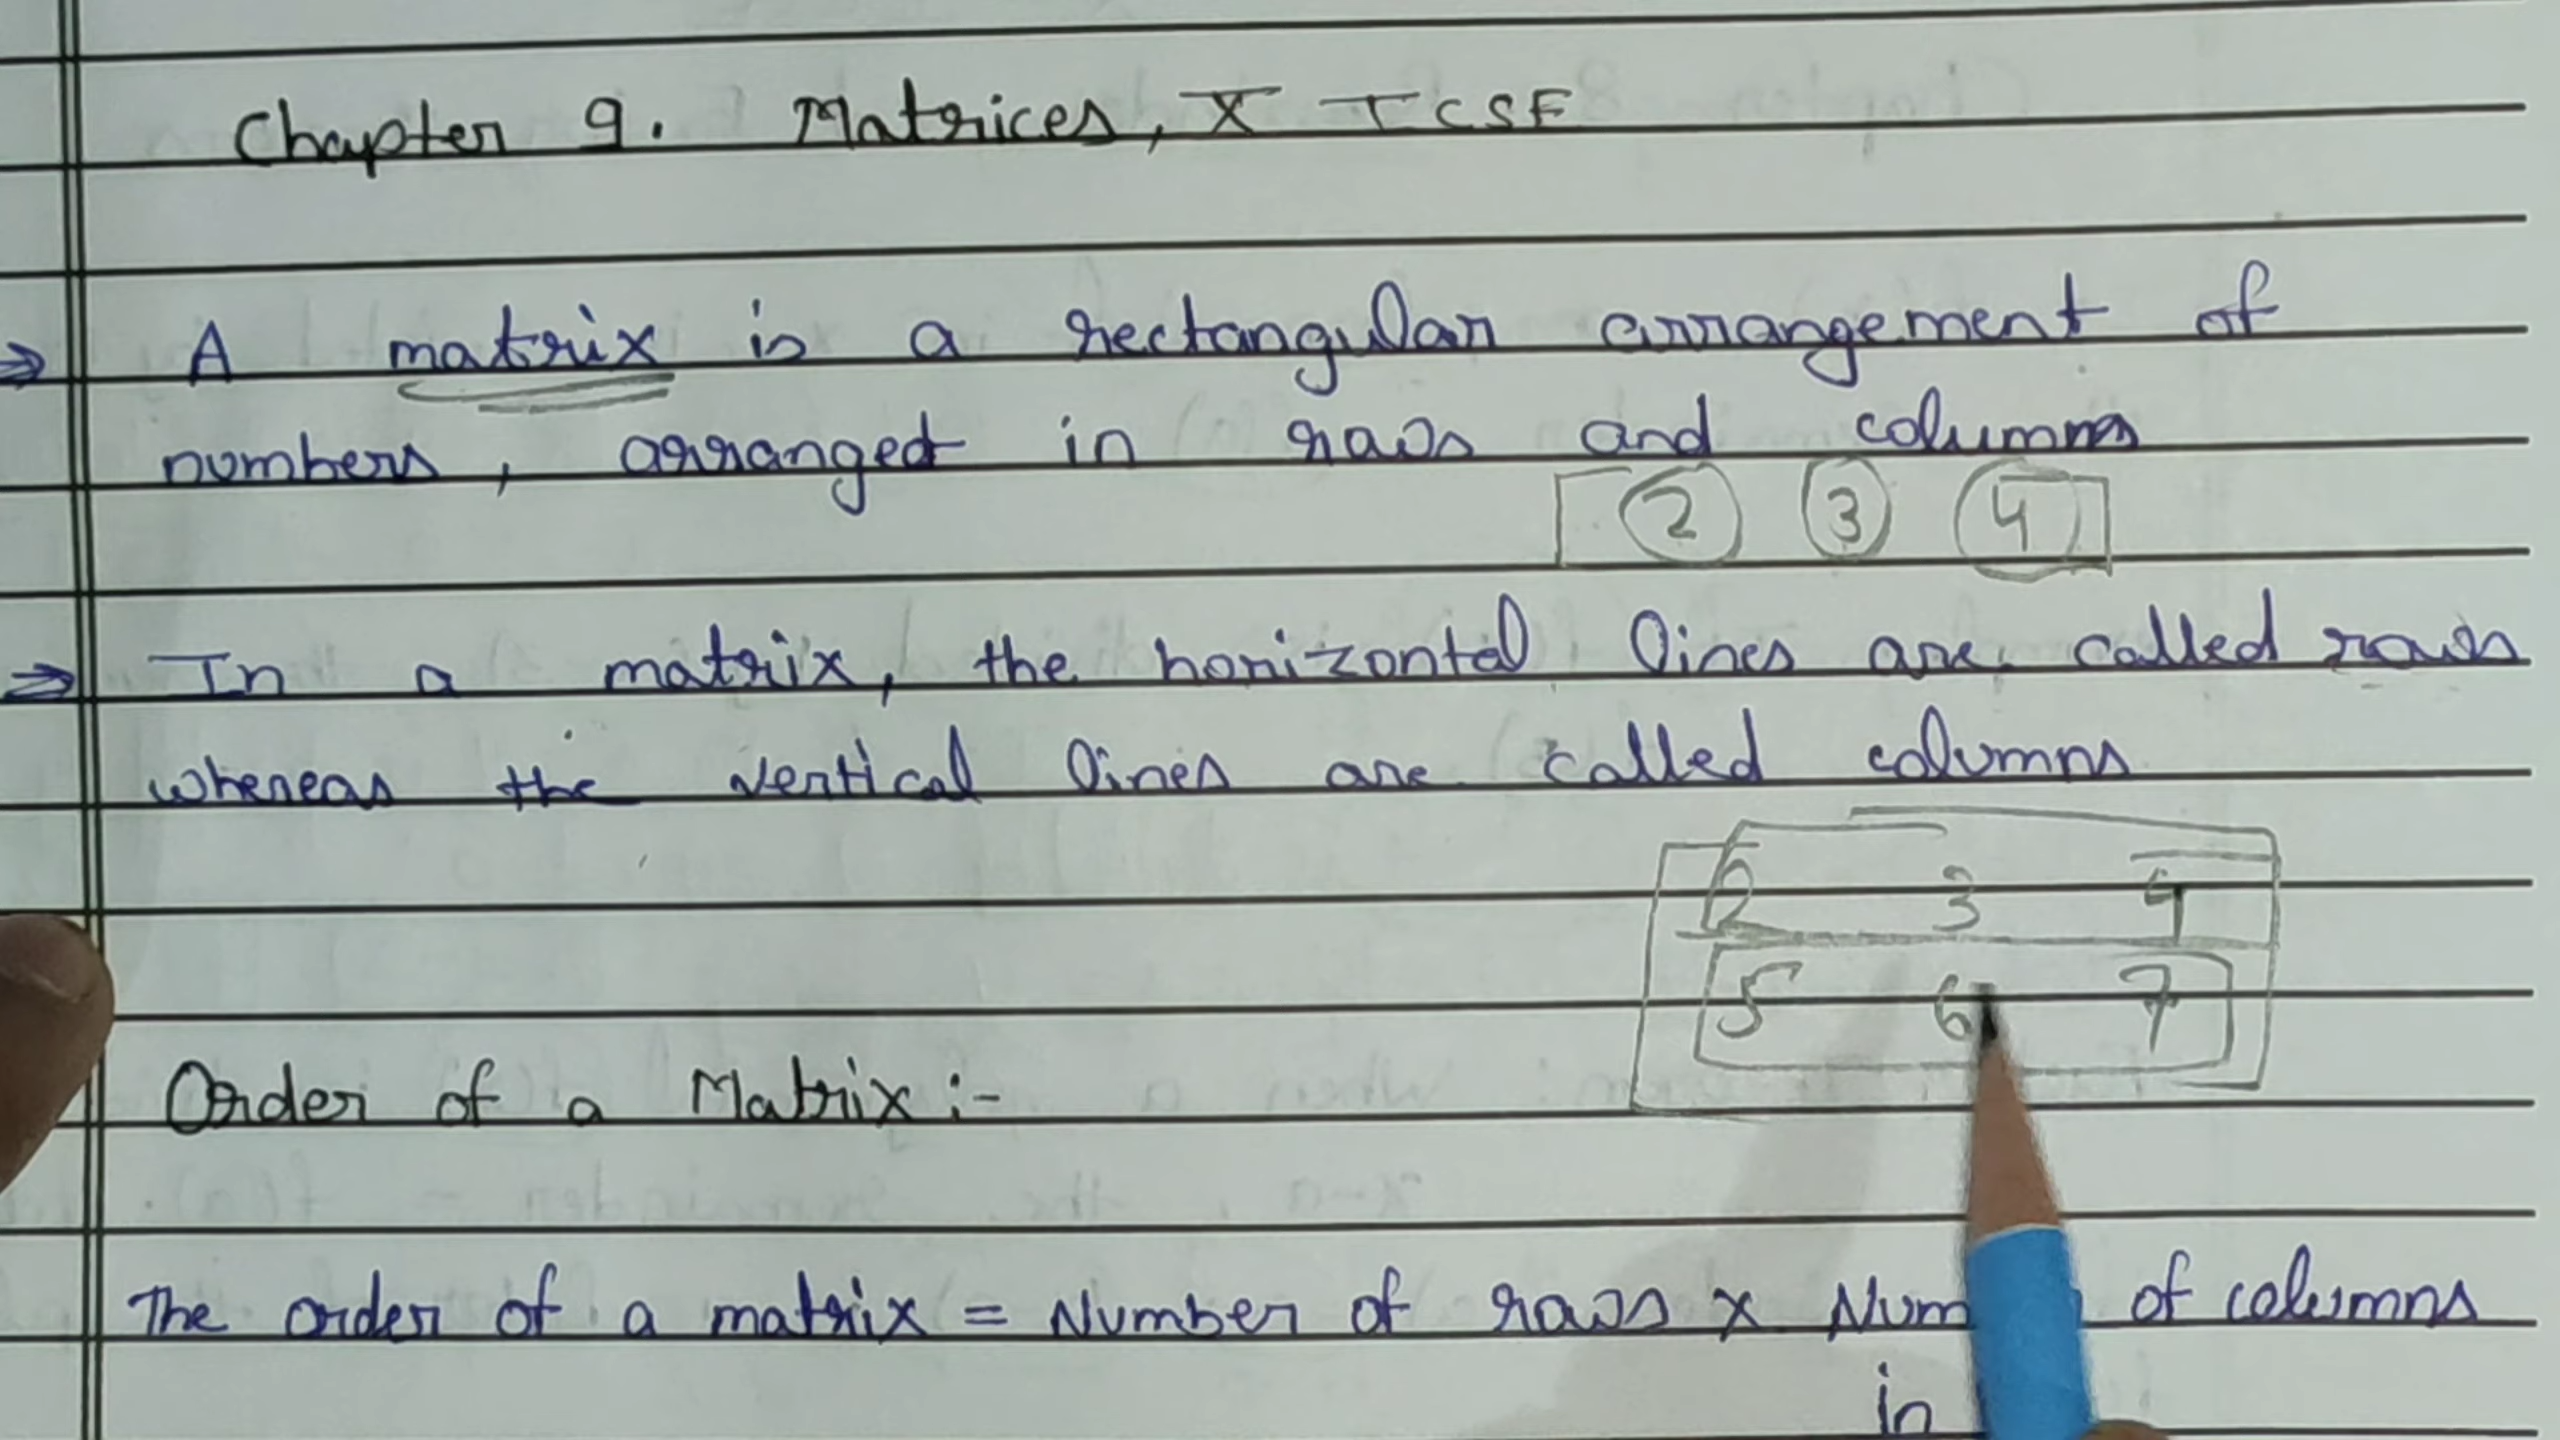 Chapter 9. Matrices, X ICSE
⇒ A matrix is a rectangular arrangement of
numbers, arranged in rows and columns
2 3 4
⇒ In a matrix, the horizontal lines are called rows
whereas the vertical lines are called columns
2 3 4
5 6 7
Order of a Matrix :-
The order of a matrix = Number of rows x Num of columns
in